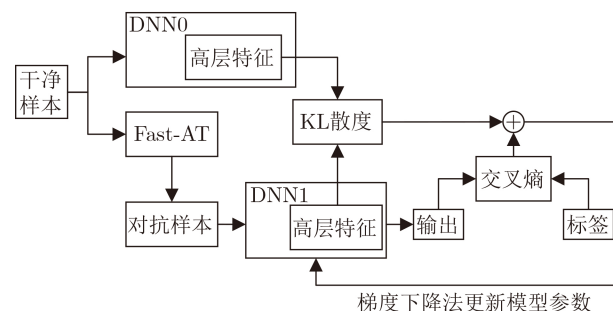 DNN0
高层特征
干净
样本
KL散度
Fast-AT
交叉熵
DNN1
高层特征
对抗样本
输出
标签
梯度下降法更新模型参数